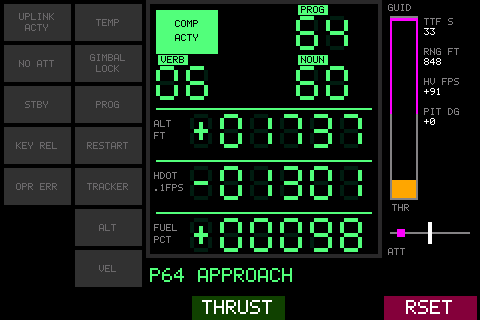 UPLINK ACTY
TEMP
NO ATT
GIMBAL LOCK
STBY
PROG
KEY REL
RESTART
OPR ERR
TRACKER
ALT
VEL
COMP ACTY
PROG
64
VERB
06
NOUN
60
ALT FT
+01737
HDOT .1FPS
-01301
FUEL PCT
+00098
P64 APPROACH
GUID
TTF S
33
RNG FT
848
HV FPS
+91
PIT DG
+0
THR
ATT
THRUST
RSET